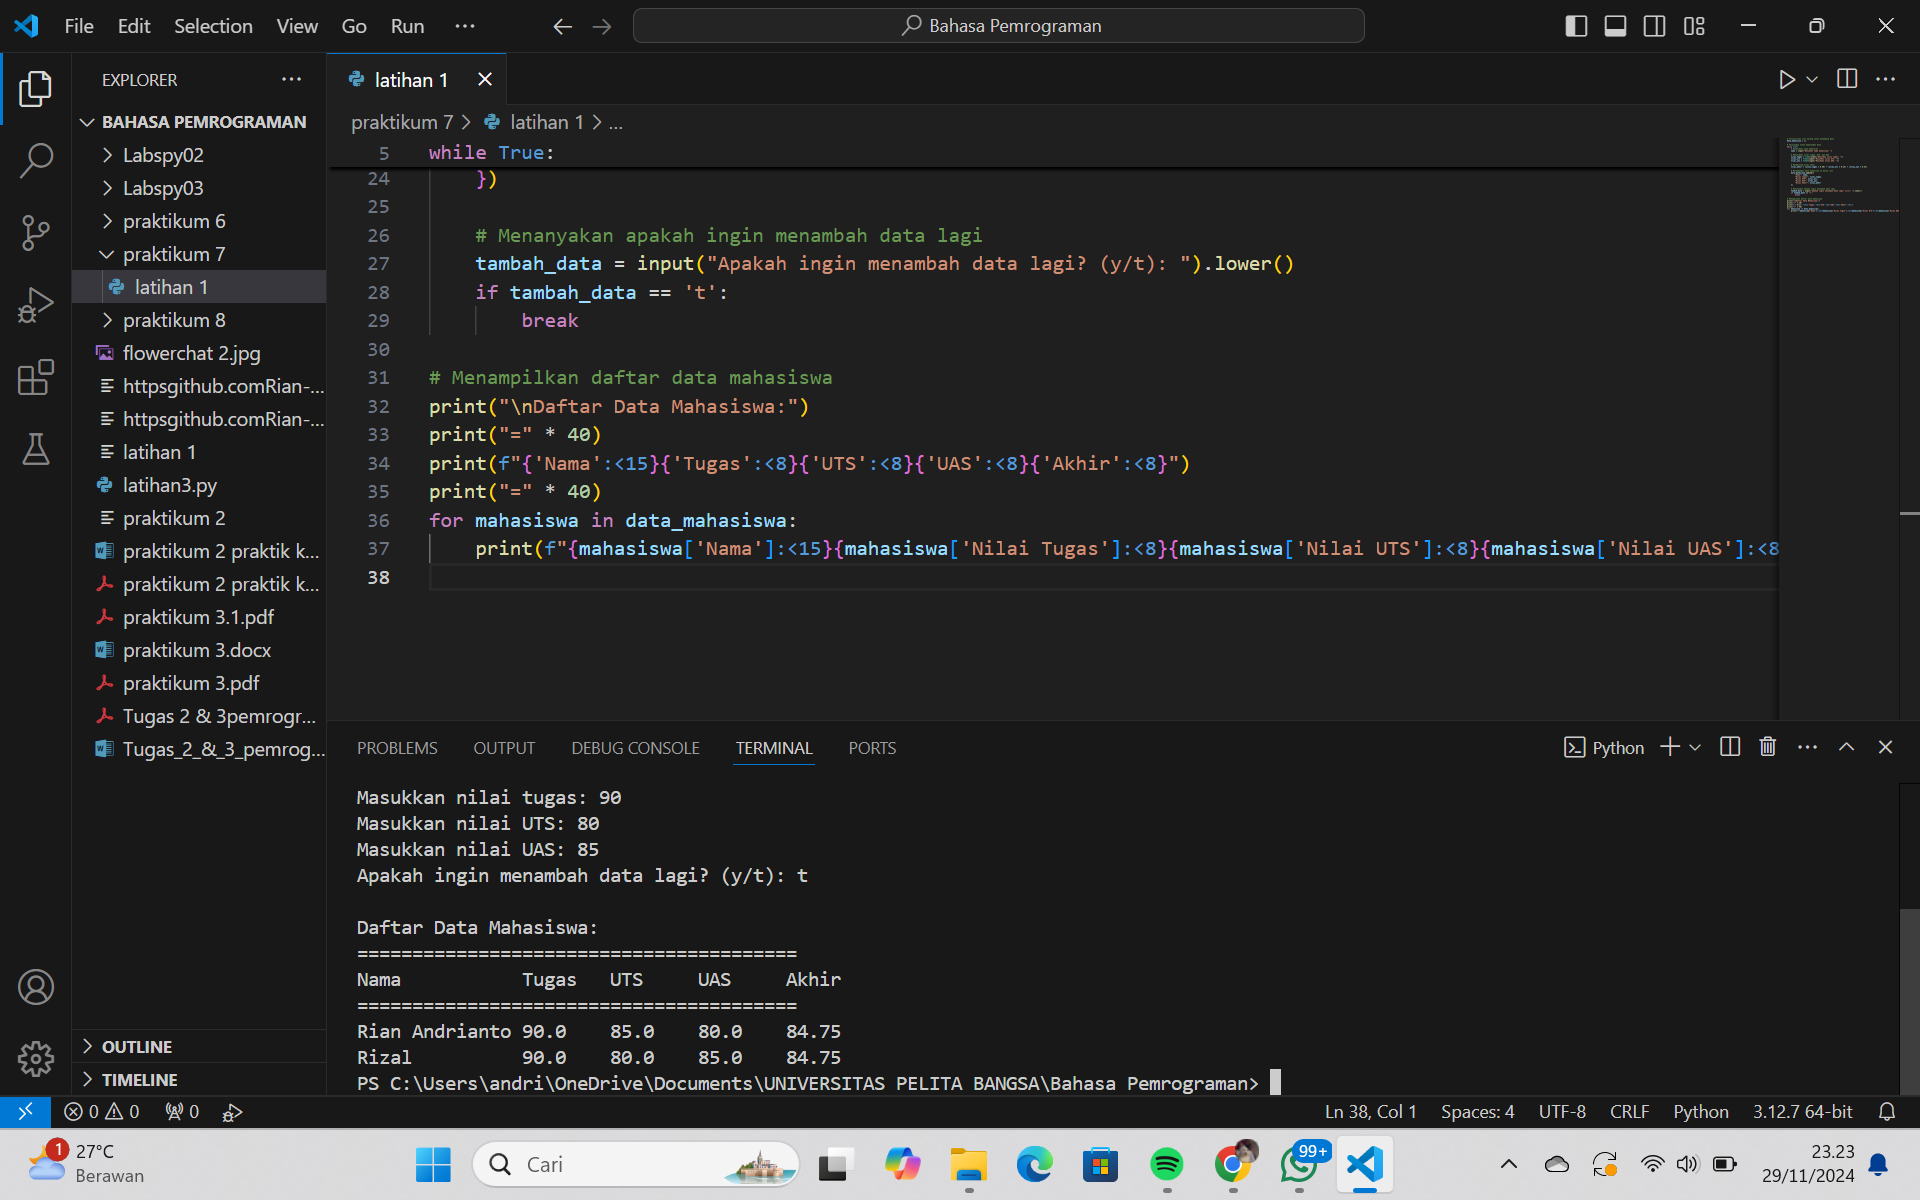 File Edit Selection View Go Run ··· Bahasa Pemrograman
EXPLORER
BAHASA PEMROGRAMAN
Labspy02
Labspy03
praktikum 6
praktikum 7
latihan 1
praktikum 8
flowerchat 2.jpg
httpsgithub.comRian-...
httpsgithub.comRian-...
latihan 1
latihan3.py
praktikum 2
praktikum 2 praktik k...
praktikum 2 praktik k...
praktikum 3.1.pdf
praktikum 3.docx
praktikum 3.pdf
Tugas 2 & 3pemrogr...
Tugas_2_&_3_pemrog...
OUTLINE
TIMELINE
latihan 1
praktikum 7 > latihan 1 > ...
5 while True:
24 })
25
26 # Menanyakan apakah ingin menambah data lagi
27 tambah_data = input("Apakah ingin menambah data lagi? (y/t): ").lower()
28 if tambah_data == 't':
29 break
30
31 # Menampilkan daftar data mahasiswa
32 print("\nDaftar Data Mahasiswa:")
33 print("=" * 40)
34 print(f"{'Nama':<15}{'Tugas':<8}{'UTS':<8}{'UAS':<8}{'Akhir':<8}")
35 print("=" * 40)
36 for mahasiswa in data_mahasiswa:
37 print(f"{mahasiswa['Nama']:<15}{mahasiswa['Nilai Tugas']:<8}{mahasiswa['Nilai UTS']:<8}{mahasiswa['Nilai UAS']:<8
38
PROBLEMS OUTPUT DEBUG CONSOLE TERMINAL PORTS Python
Masukkan nilai tugas: 90
Masukkan nilai UTS: 80
Masukkan nilai UAS: 85
Apakah ingin menambah data lagi? (y/t): t
Daftar Data Mahasiswa:
========================================
Nama Tugas UTS UAS Akhir
========================================
Rian Andrianto 90.0 85.0 80.0 84.75
Rizal 90.0 80.0 85.0 84.75
PS C:\Users\andri\OneDrive\Documents\UNIVERSITAS PELITA BANGSA\Bahasa Pemrograman>
0 0 0 Ln 38, Col 1 Spaces: 4 UTF-8 CRLF Python 3.12.7 64-bit
1
27°C
Berawan
Cari
99+
23.23
29/11/2024